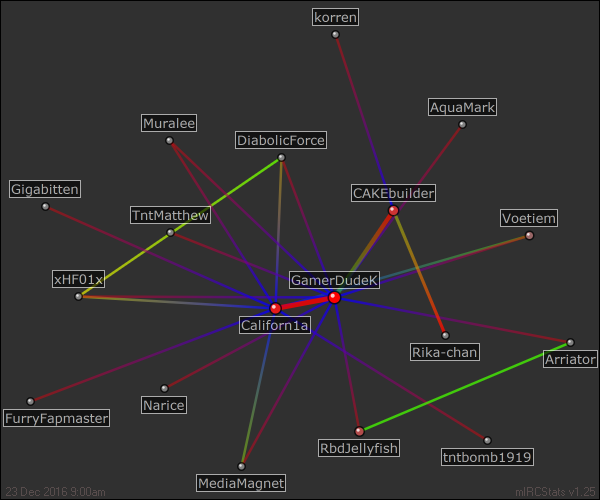 korren
AquaMark
Muralee
DiabolicForce
Gigabitten
CAKEbuilder
TntMatthew
Voetiem
xHF01x
GamerDudeK
Californ1a
Rika-chan
Arriator
FurryFapmaster
Narice
RbdJellyfish
tntbomb1919
MediaMagnet
23 Dec 2016 9:00am
mIRCStats v1.25